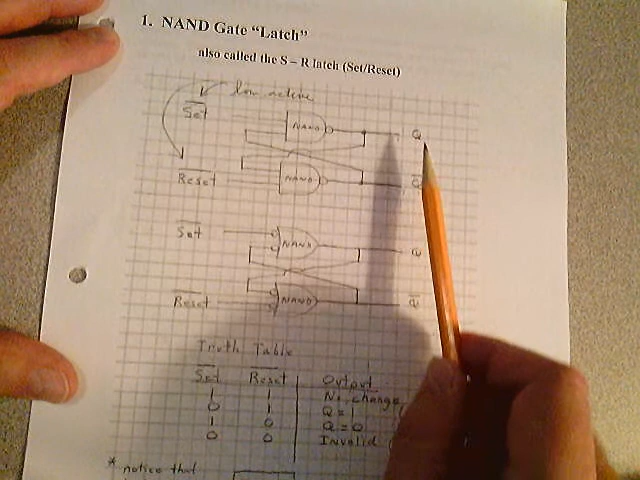 1. NAND Gate “Latch”
also called the S – R latch (Set/Reset)
low active
Set
NAND
Q
Reset
NAND
Q
Set
NAND
Q
Reset
NAND
Q
Truth Table
Set Reset Output
1 1 No change
0 1 Q = 1 (
1 0 Q = 0
0 0 Invalid (
* notice that